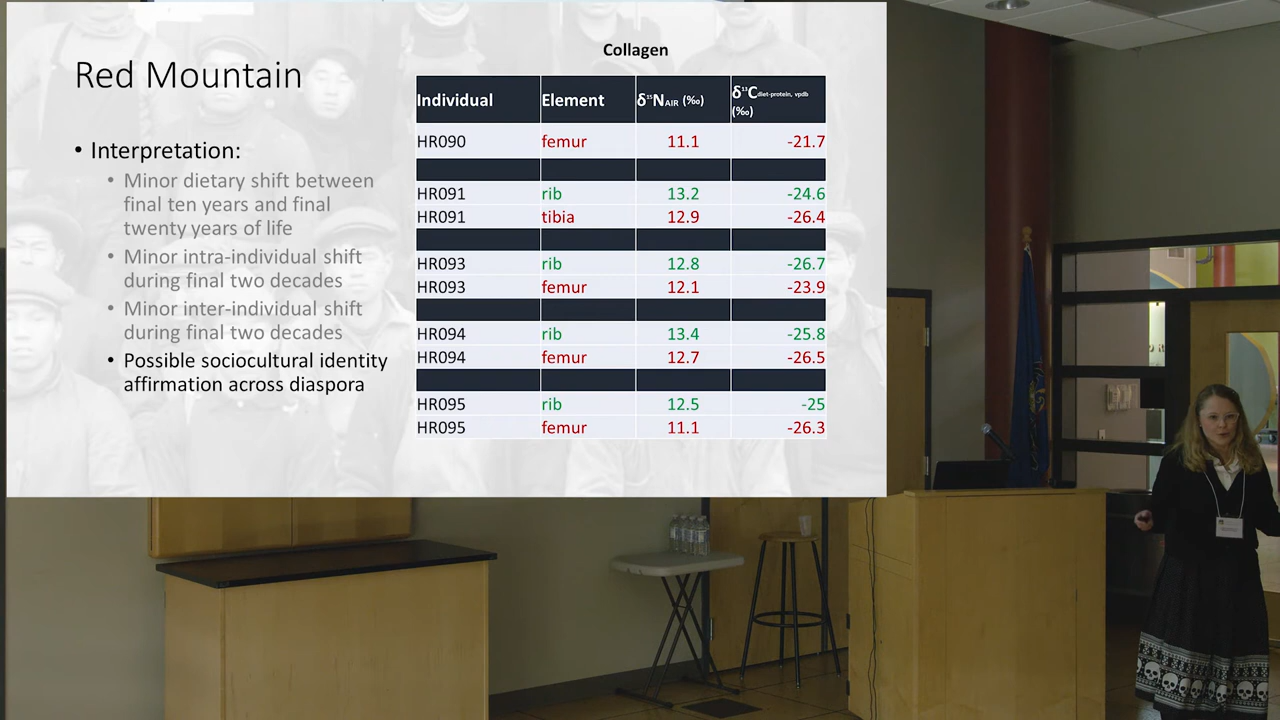 Red Mountain
• Interpretation:
• Minor dietary shift between
final ten years and final
twenty years of life
• Minor intra-individual shift
during final two decades
• Minor inter-individual shift
during final two decades
• Possible sociocultural identity
affirmation across diaspora
Collagen
Individual Element δ¹⁵N AIR (‰) δ¹³C diet-protein, vpdb (‰)
HR090 femur 11.1 -21.7
HR091 rib 13.2 -24.6
HR091 tibia 12.9 -26.4
HR093 rib 12.8 -26.7
HR093 femur 12.1 -23.9
HR094 rib 13.4 -25.8
HR094 femur 12.7 -26.5
HR095 rib 12.5 -25
HR095 femur 11.1 -26.3